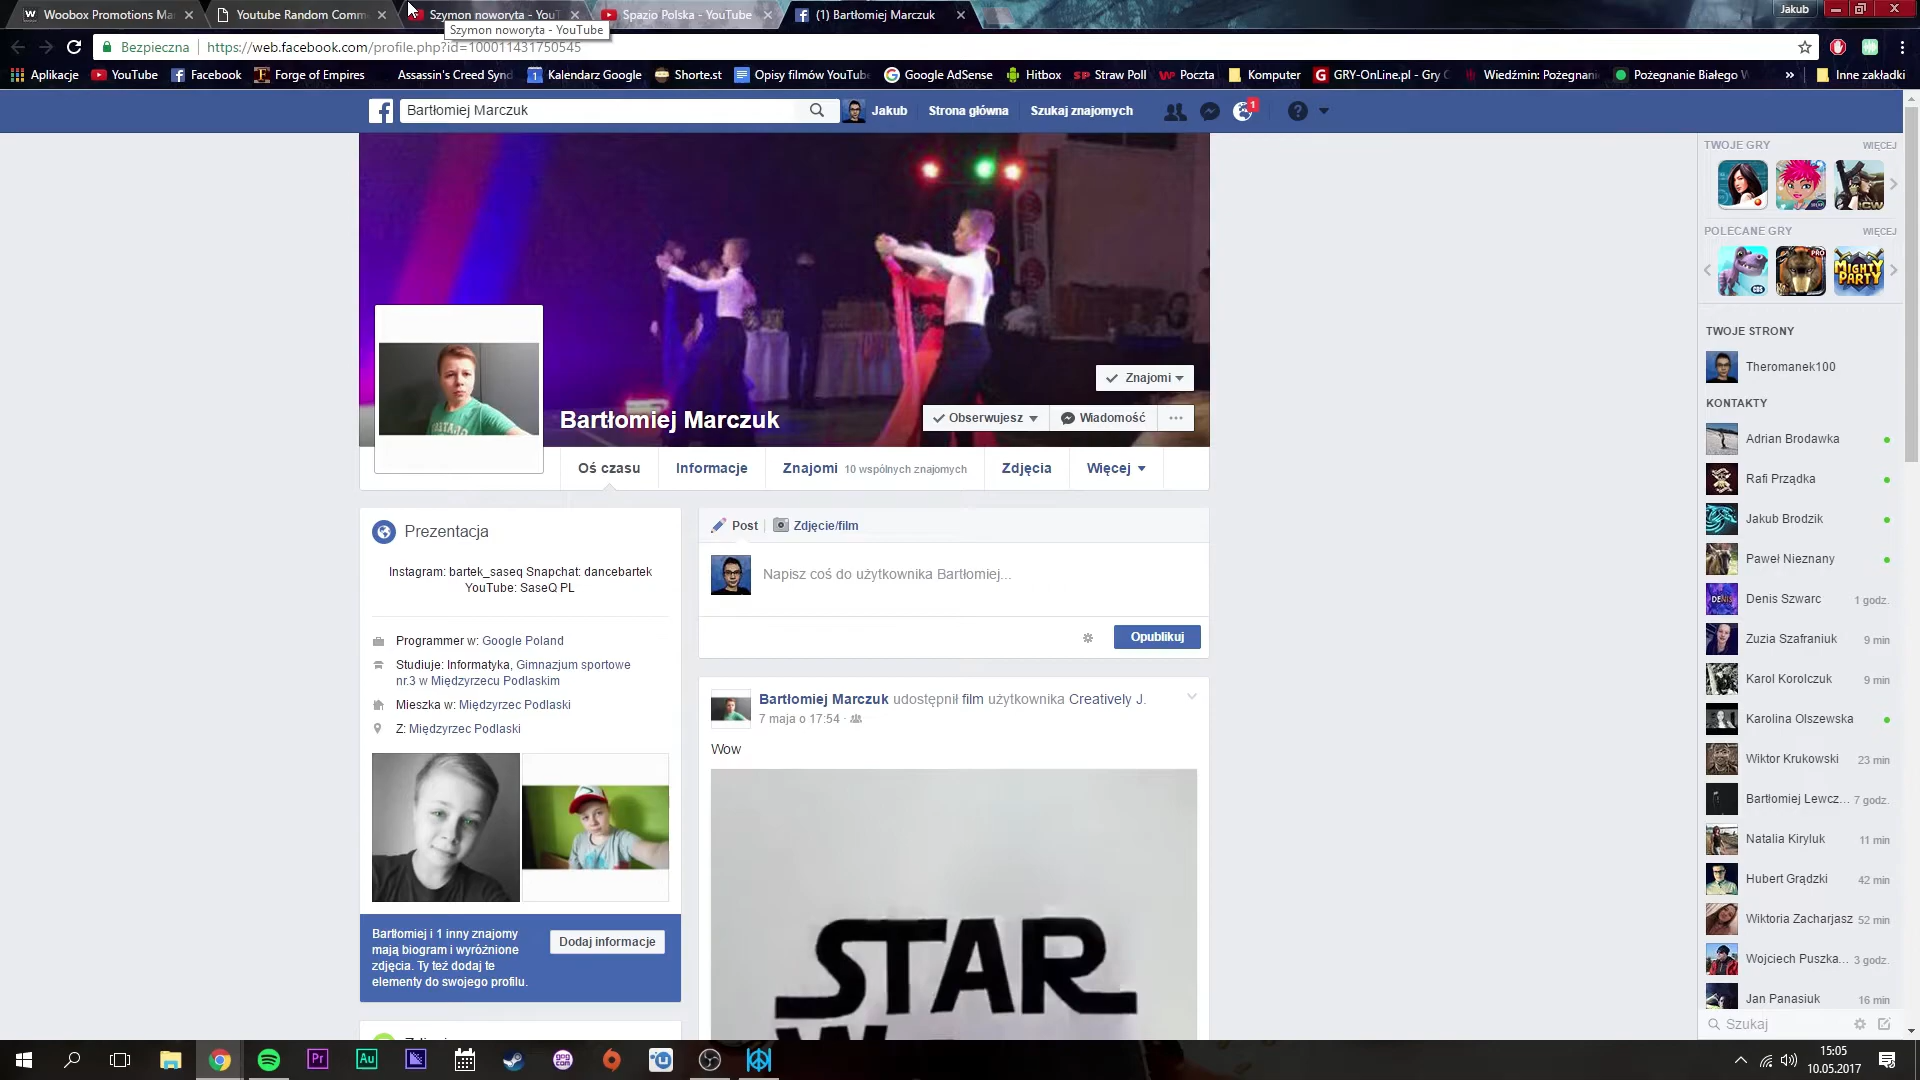 Woobox Promotions Ma
Youtube Random Comm
Szymon noworyta - YouT
Spazio Polska - YouTube
(1) Bartłomiej Marczuk
Jakub
Szymon noworyta - YouTube
Bezpieczna
https://web.facebook.com/profile.php?id=100011431750545
Aplikacje
YouTube
Facebook
Forge of Empires
Assassin's Creed Synd
Kalendarz Google
Shorte.st
Opisy filmów YouTube
Google AdSense
Hitbox
Straw Poll
Poczta
Komputer
GRY-OnLine.pl - Gry
Wiedźmin: Pożegnani
Pożegnanie Białego
Inne zakładki
Bartłomiej Marczuk
Jakub
Strona główna
Szukaj znajomych
1
Bartłomiej Marczuk
Znajomi
Obserwujesz
Wiadomość
Oś czasu
Informacje
Znajomi 10 wspólnych znajomych
Zdjęcia
Więcej
Prezentacja
Instagram: bartek_saseq Snapchat: dancebartek
YouTube: SaseQ PL
Programmer w: Google Poland
Studiuje: Informatyka, Gimnazjum sportowe
nr.3 w Międzyrzecu Podlaskim
Mieszka w: Międzyrzec Podlaski
Z: Międzyrzec Podlaski
Bartłomiej i 1 inny znajomy
mają biogram i wyróżnione
zdjęcia. Ty też dodaj te
elementy do swojego profilu.
Dodaj informacje
Post
Zdjęcie/film
Napisz coś do użytkownika Bartłomiej...
Opublikuj
Bartłomiej Marczuk udostępnił film użytkownika Creatively J.
7 maja o 17:54
Wow
STAR
TWOJE GRY
WIĘCEJ
POLECANE GRY
WIĘCEJ
MIGHTY
PARTY
TWOJE STRONY
Theromanek100
KONTAKTY
Adrian Brodawka
Rafi Prządka
Jakub Brodzik
Paweł Nieznany
Denis Szwarc 1 godz.
Zuzia Szafraniuk 9 min
Karol Korolczuk 9 min
Karolina Olszewska
Wiktor Krukowski 23 min
Bartłomiej Lewcz... 7 godz.
Natalia Kiryluk 11 min
Hubert Grądzki 42 min
Wiktoria Zacharjasz 52 min
Wojciech Puszka... 3 godz.
Jan Panasiuk 16 min
Szukaj
Pr
Au
15:05
10.05.2017